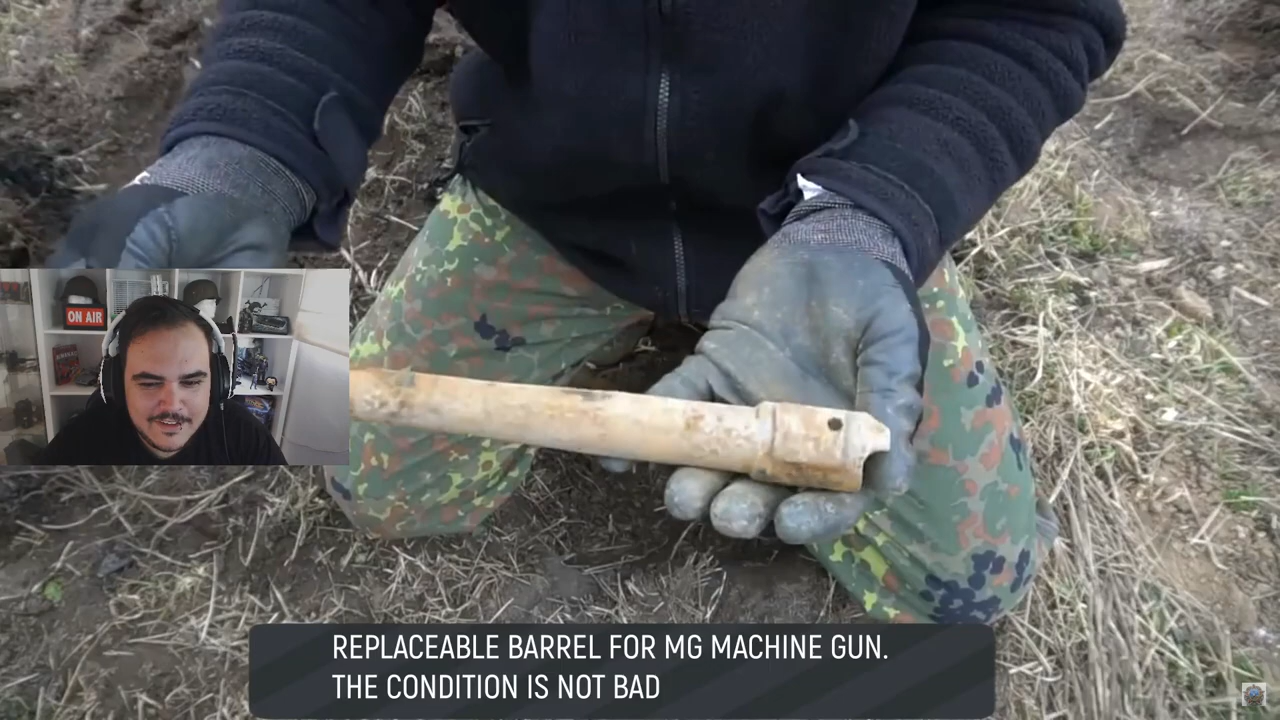 ON AIR
REPLACEABLE BARREL FOR MG MACHINE GUN.
THE CONDITION IS NOT BAD